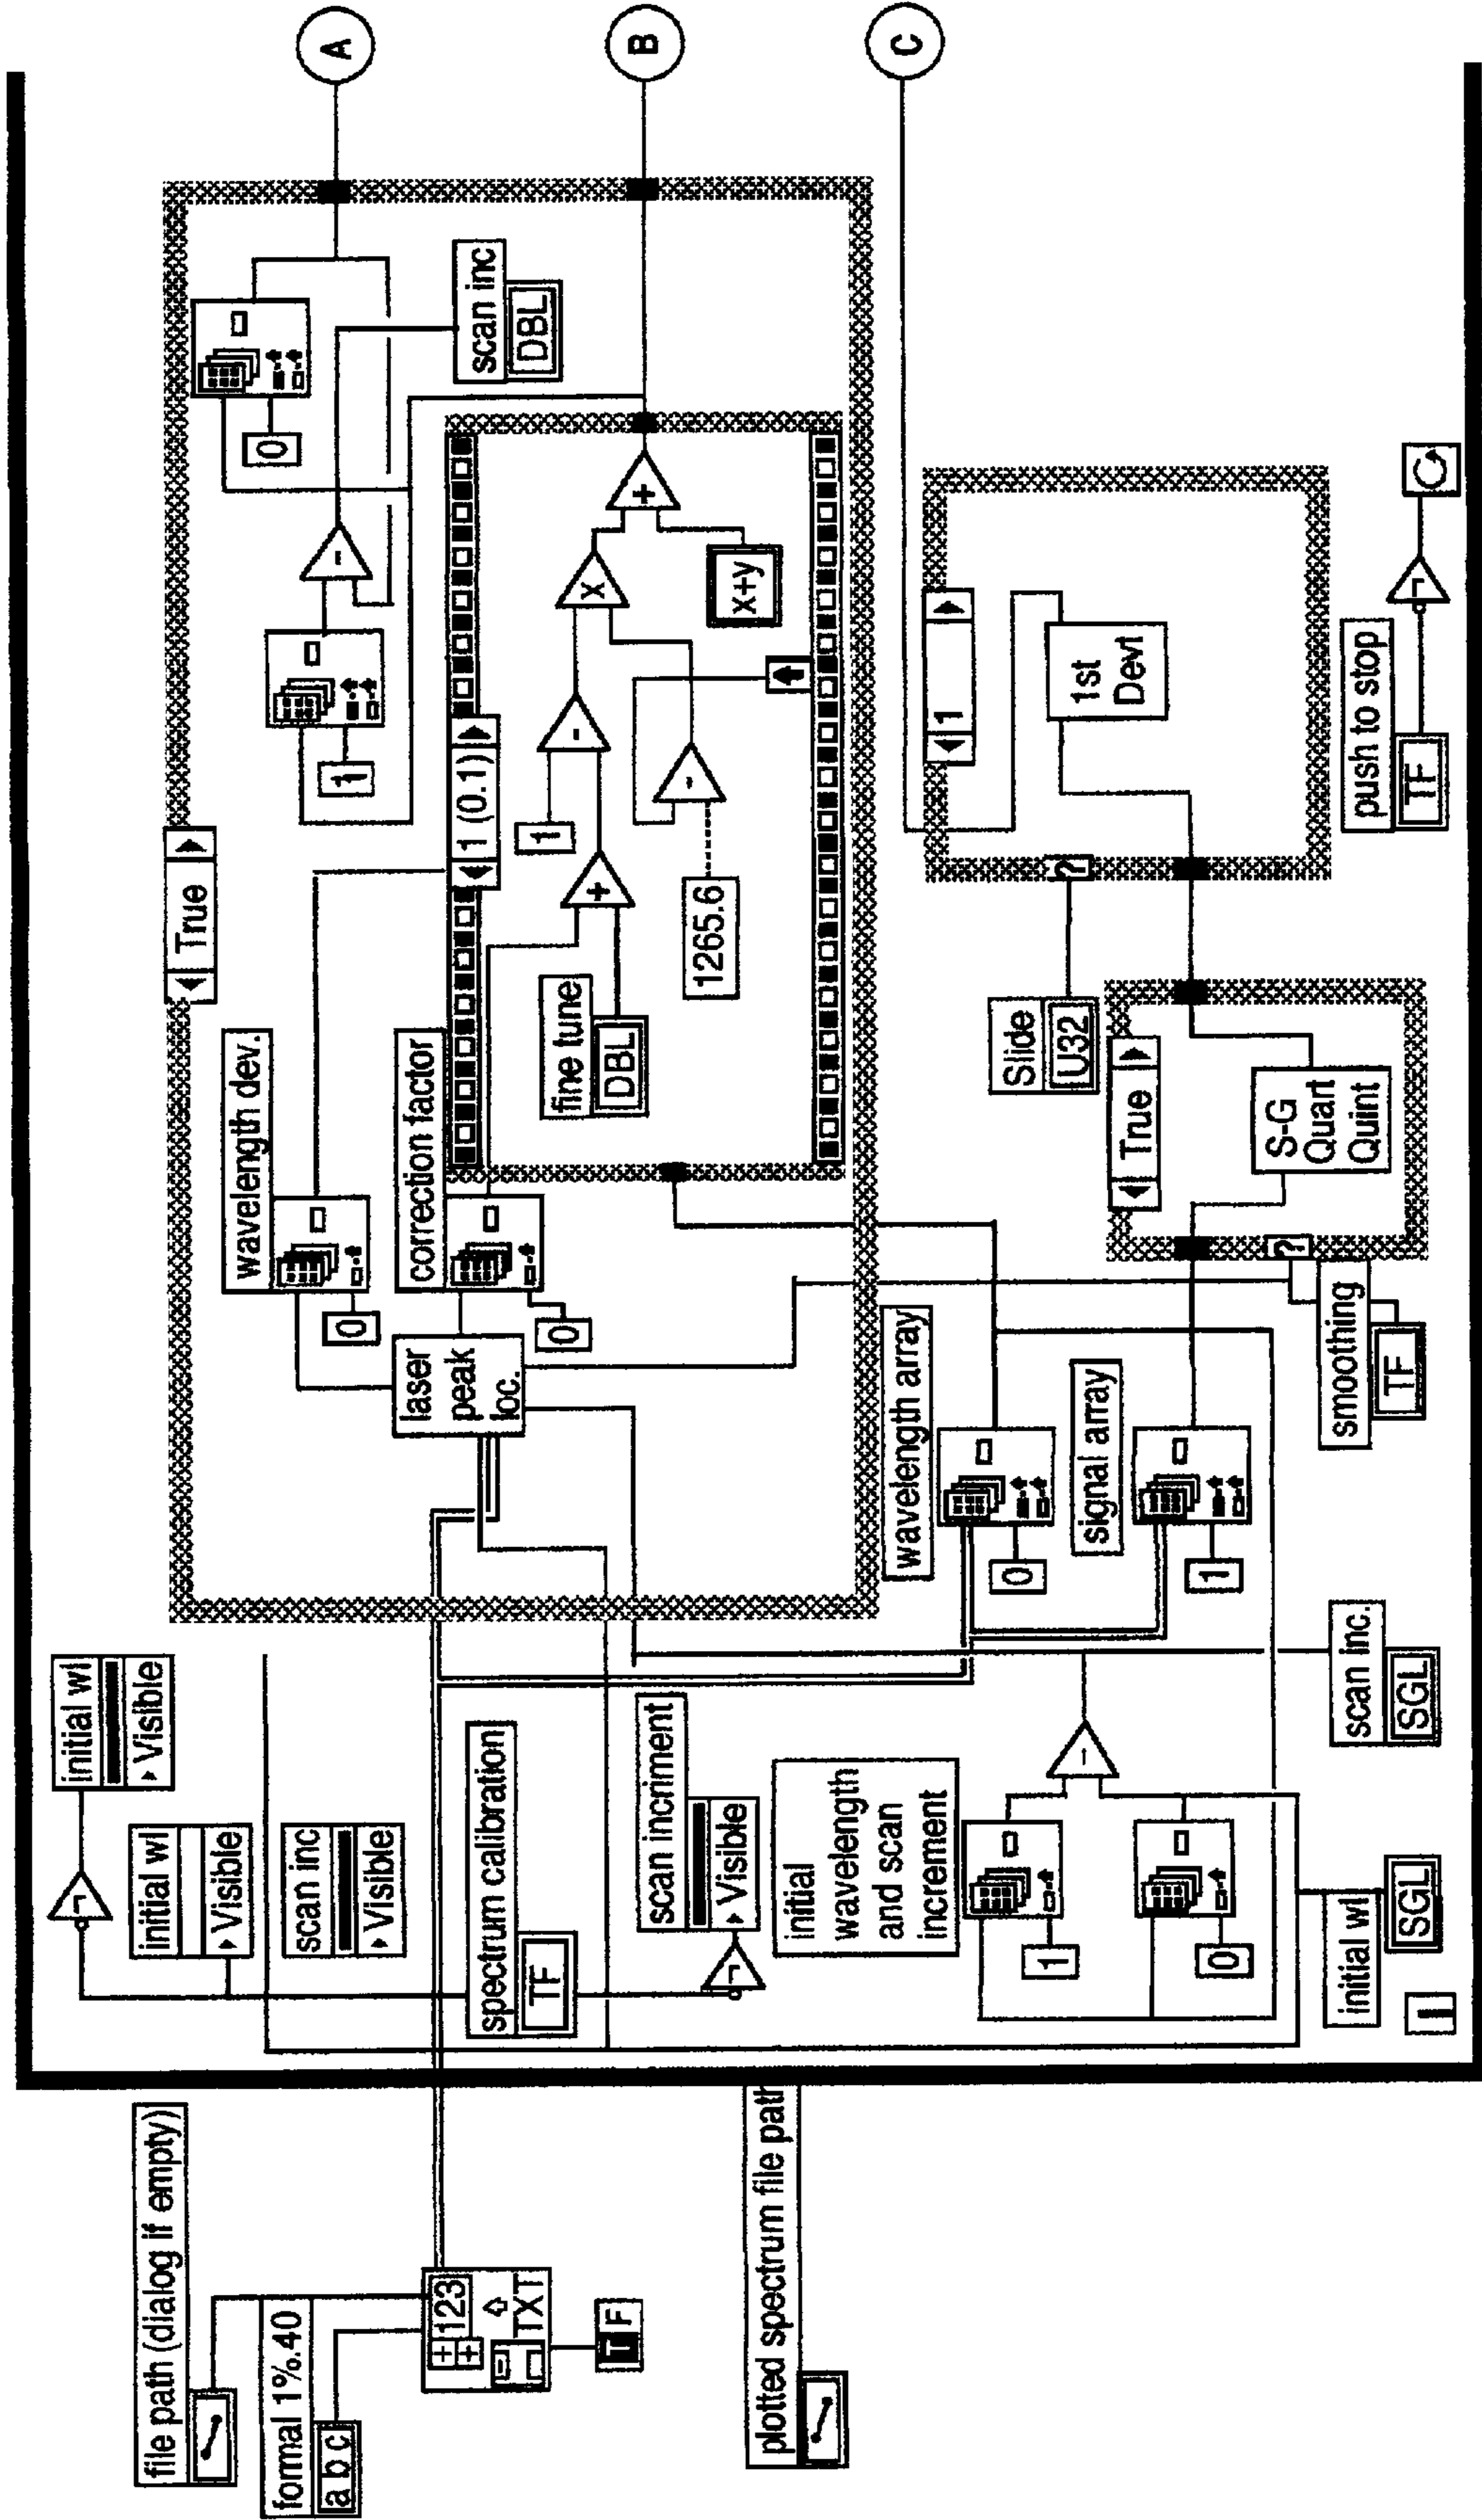 file path (dialog if empty)
formal 1%.40
a b c
123
TXT
T F
plotted spectrum file path
initial wl
Visible
initial wl
Visible
scan inc
Visible
spectrum calibration
TF
scan incriment
Visible
initial
wavelength
and scan
increment
1
0
initial wl
SGL
i
scan inc.
SGL
True
wavelength dev.
0
correction factor
0
laser
peak
loc.
1 (0.1)
fine tune
DBL
+
1
-
1265.6
-
x
x+y
+
1
-
0
scan inc
DBL
A
B
C
wavelength array
0
signal array
1
smoothing
TF
?
True
S-G
Quart
Quint
Slide
U32
?
1
1st
Devt
push to stop
TF